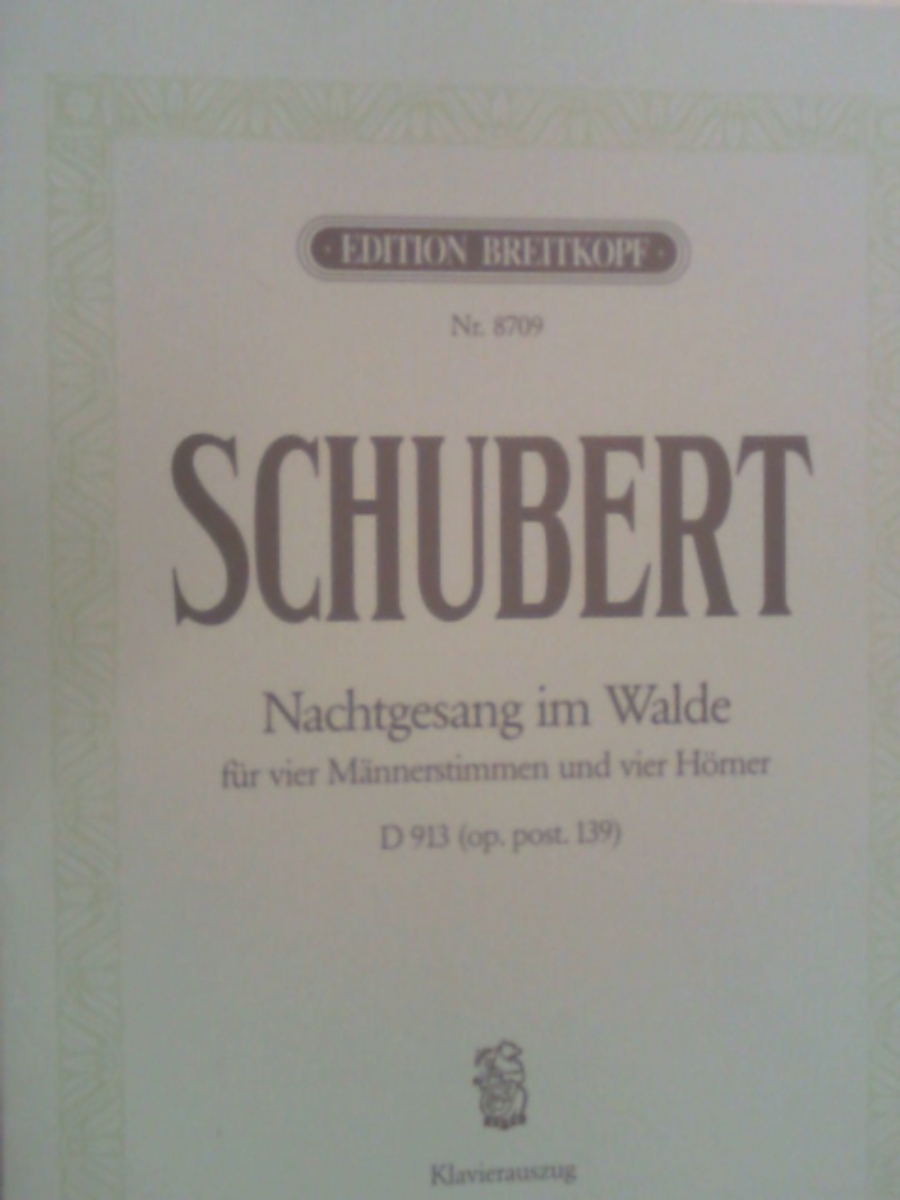 · EDITION BREITKOPF ·
Nr. 8709
SCHUBERT
Nachtgesang im Walde
für vier Männerstimmen und vier Hörner
D 913 (op. post. 139)
Klavierauszug